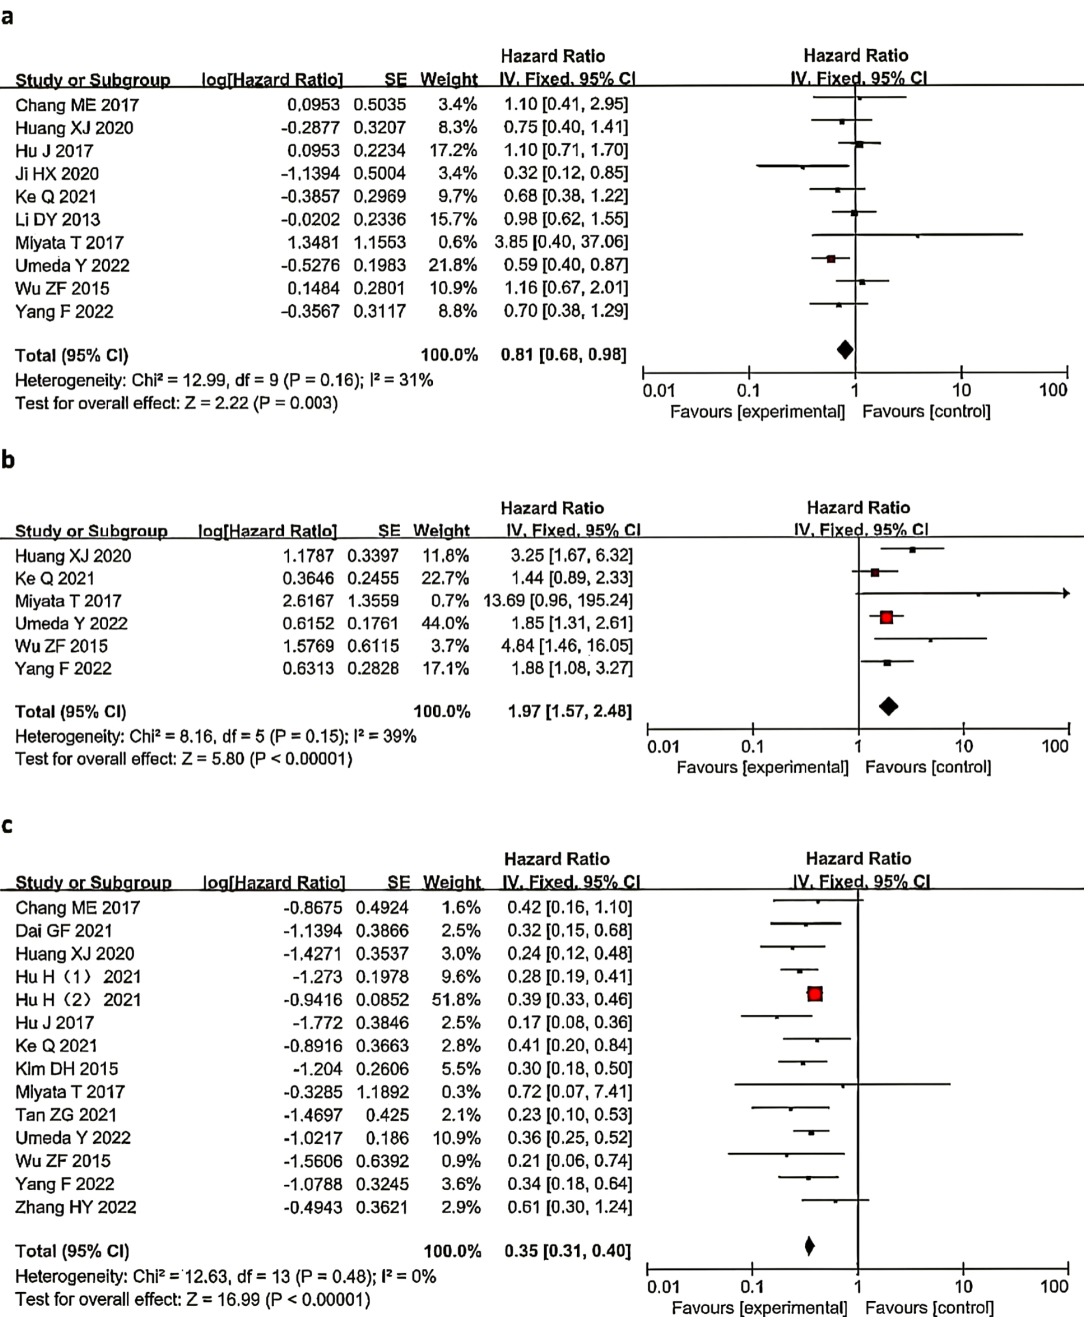 a
Hazard Ratio Hazard Ratio
Study or Subgroup log[Hazard Ratio] SE Weight IV, Fixed, 95% CI IV, Fixed, 95% CI
Chang ME 2017 0.0953 0.5035 3.4% 1.10 [0.41, 2.95]
Huang XJ 2020 -0.2877 0.3207 8.3% 0.75 [0.40, 1.41]
Hu J 2017 0.0953 0.2234 17.2% 1.10 [0.71, 1.70]
Ji HX 2020 -1.1394 0.5004 3.4% 0.32 [0.12, 0.85]
Ke Q 2021 -0.3857 0.2969 9.7% 0.68 [0.38, 1.22]
Li DY 2013 -0.0202 0.2336 15.7% 0.98 [0.62, 1.55]
Miyata T 2017 1.3481 1.1553 0.6% 3.85 [0.40, 37.06]
Umeda Y 2022 -0.5276 0.1983 21.8% 0.59 [0.40, 0.87]
Wu ZF 2015 0.1484 0.2801 10.9% 1.16 [0.67, 2.01]
Yang F 2022 -0.3567 0.3117 8.8% 0.70 [0.38, 1.29]
Total (95% CI) 100.0% 0.81 [0.68, 0.98]
Heterogeneity: Chi² = 12.99, df = 9 (P = 0.16); I² = 31%
Test for overall effect: Z = 2.22 (P = 0.003)
0.01 0.1 1 10 100
Favours [experimental] Favours [control]
b
Hazard Ratio Hazard Ratio
Study or Subgroup log[Hazard Ratio] SE Weight IV, Fixed, 95% CI IV, Fixed, 95% CI
Huang XJ 2020 1.1787 0.3397 11.8% 3.25 [1.67, 6.32]
Ke Q 2021 0.3646 0.2455 22.7% 1.44 [0.89, 2.33]
Miyata T 2017 2.6167 1.3559 0.7% 13.69 [0.96, 195.24]
Umeda Y 2022 0.6152 0.1761 44.0% 1.85 [1.31, 2.61]
Wu ZF 2015 1.5769 0.6115 3.7% 4.84 [1.46, 16.05]
Yang F 2022 0.6313 0.2828 17.1% 1.88 [1.08, 3.27]
Total (95% CI) 100.0% 1.97 [1.57, 2.48]
Heterogeneity: Chi² = 8.16, df = 5 (P = 0.15); I² = 39%
Test for overall effect: Z = 5.80 (P < 0.00001)
0.01 0.1 1 10 100
Favours [experimental] Favours [control]
c
Hazard Ratio Hazard Ratio
Study or Subgroup log[Hazard Ratio] SE Weight IV, Fixed, 95% CI IV, Fixed, 95% CI
Chang ME 2017 -0.8675 0.4924 1.6% 0.42 [0.16, 1.10]
Dai GF 2021 -1.1394 0.3866 2.5% 0.32 [0.15, 0.68]
Huang XJ 2020 -1.4271 0.3537 3.0% 0.24 [0.12, 0.48]
Hu H（1）2021 -1.273 0.1978 9.6% 0.28 [0.19, 0.41]
Hu H（2）2021 -0.9416 0.0852 51.8% 0.39 [0.33, 0.46]
Hu J 2017 -1.772 0.3846 2.5% 0.17 [0.08, 0.36]
Ke Q 2021 -0.8916 0.3663 2.8% 0.41 [0.20, 0.84]
Kim DH 2015 -1.204 0.2606 5.5% 0.30 [0.18, 0.50]
Miyata T 2017 -0.3285 1.1892 0.3% 0.72 [0.07, 7.41]
Tan ZG 2021 -1.4697 0.425 2.1% 0.23 [0.10, 0.53]
Umeda Y 2022 -1.0217 0.186 10.9% 0.36 [0.25, 0.52]
Wu ZF 2015 -1.5606 0.6392 0.9% 0.21 [0.06, 0.74]
Yang F 2022 -1.0788 0.3245 3.6% 0.34 [0.18, 0.64]
Zhang HY 2022 -0.4943 0.3621 2.9% 0.61 [0.30, 1.24]
Total (95% CI) 100.0% 0.35 [0.31, 0.40]
Heterogeneity: Chi² = 12.63, df = 13 (P = 0.48); I² = 0%
Test for overall effect: Z = 16.99 (P < 0.00001)
0.01 0.1 1 10 100
Favours [experimental] Favours [control]